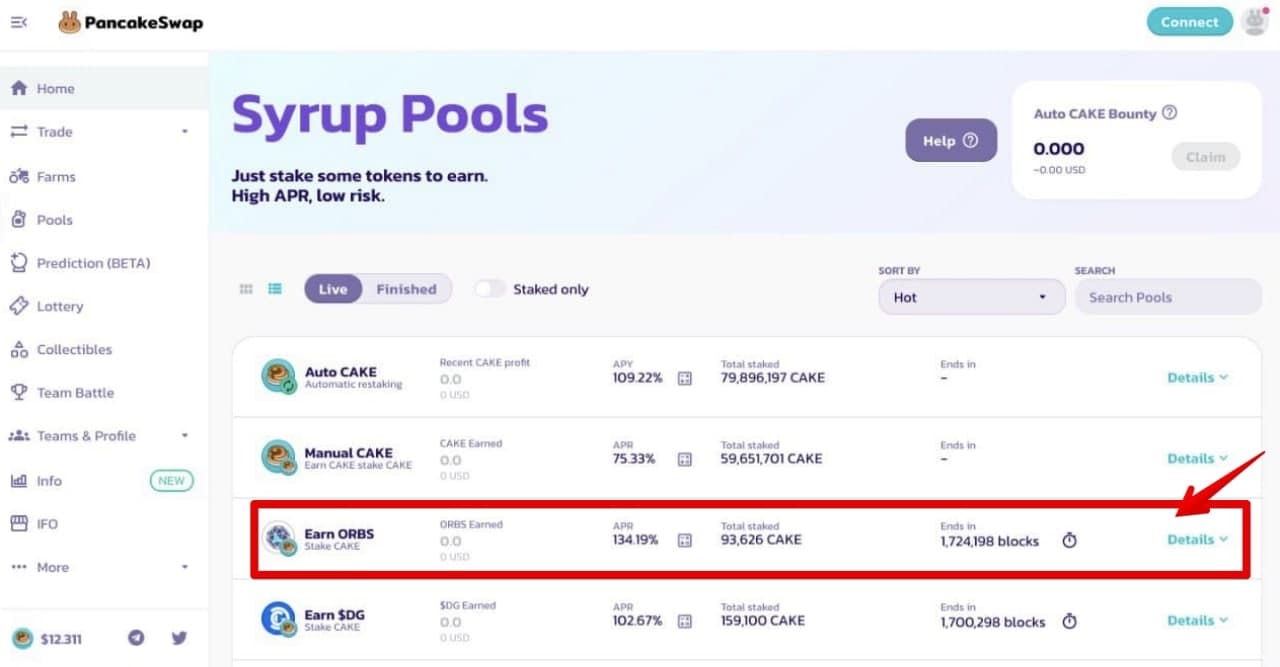 PancakeSwap
Connect
Home
Trade
Farms
Pools
Prediction (BETA)
Lottery
Collectibles
Team Battle
Teams & Profile
Info
NEW
IFO
More
$12.311
Syrup Pools
Just stake some tokens to earn.
High APR, low risk.
Help ?
Auto CAKE Bounty ?
0.000
~0.00 USD
Claim
Live
Finished
Staked only
SORT BY
Hot
SEARCH
Search Pools
Auto CAKE
Automatic restaking
Recent CAKE profit
0.0
0 USD
APY
109.22%
Total staked
79,896,197 CAKE
Ends in
-
Details
Manual CAKE
Earn CAKE stake CAKE
CAKE Earned
0.0
0 USD
APR
75.33%
Total staked
59,651,701 CAKE
Ends in
-
Details
Earn ORBS
Stake CAKE
ORBS Earned
0.0
0 USD
APR
134.19%
Total staked
93,626 CAKE
Ends in
1,724,198 blocks
Details
Earn $DG
Stake CAKE
$DG Earned
0.0
0 USD
APR
102.67%
Total staked
159,100 CAKE
Ends in
1,700,298 blocks
Details